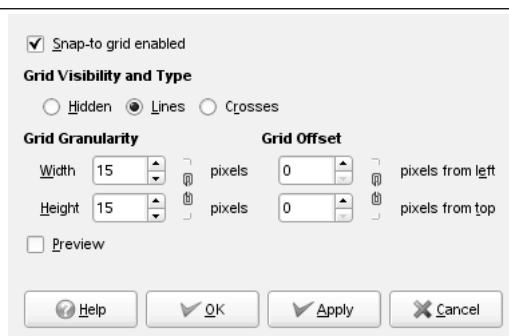 Snap-to grid enabled
Grid Visibility and Type
Hidden Lines Crosses
Grid Granularity Grid Offset
Width 15 pixels 0 pixels from left
Height 15 pixels 0 pixels from top
Preview
Help OK Apply Cancel